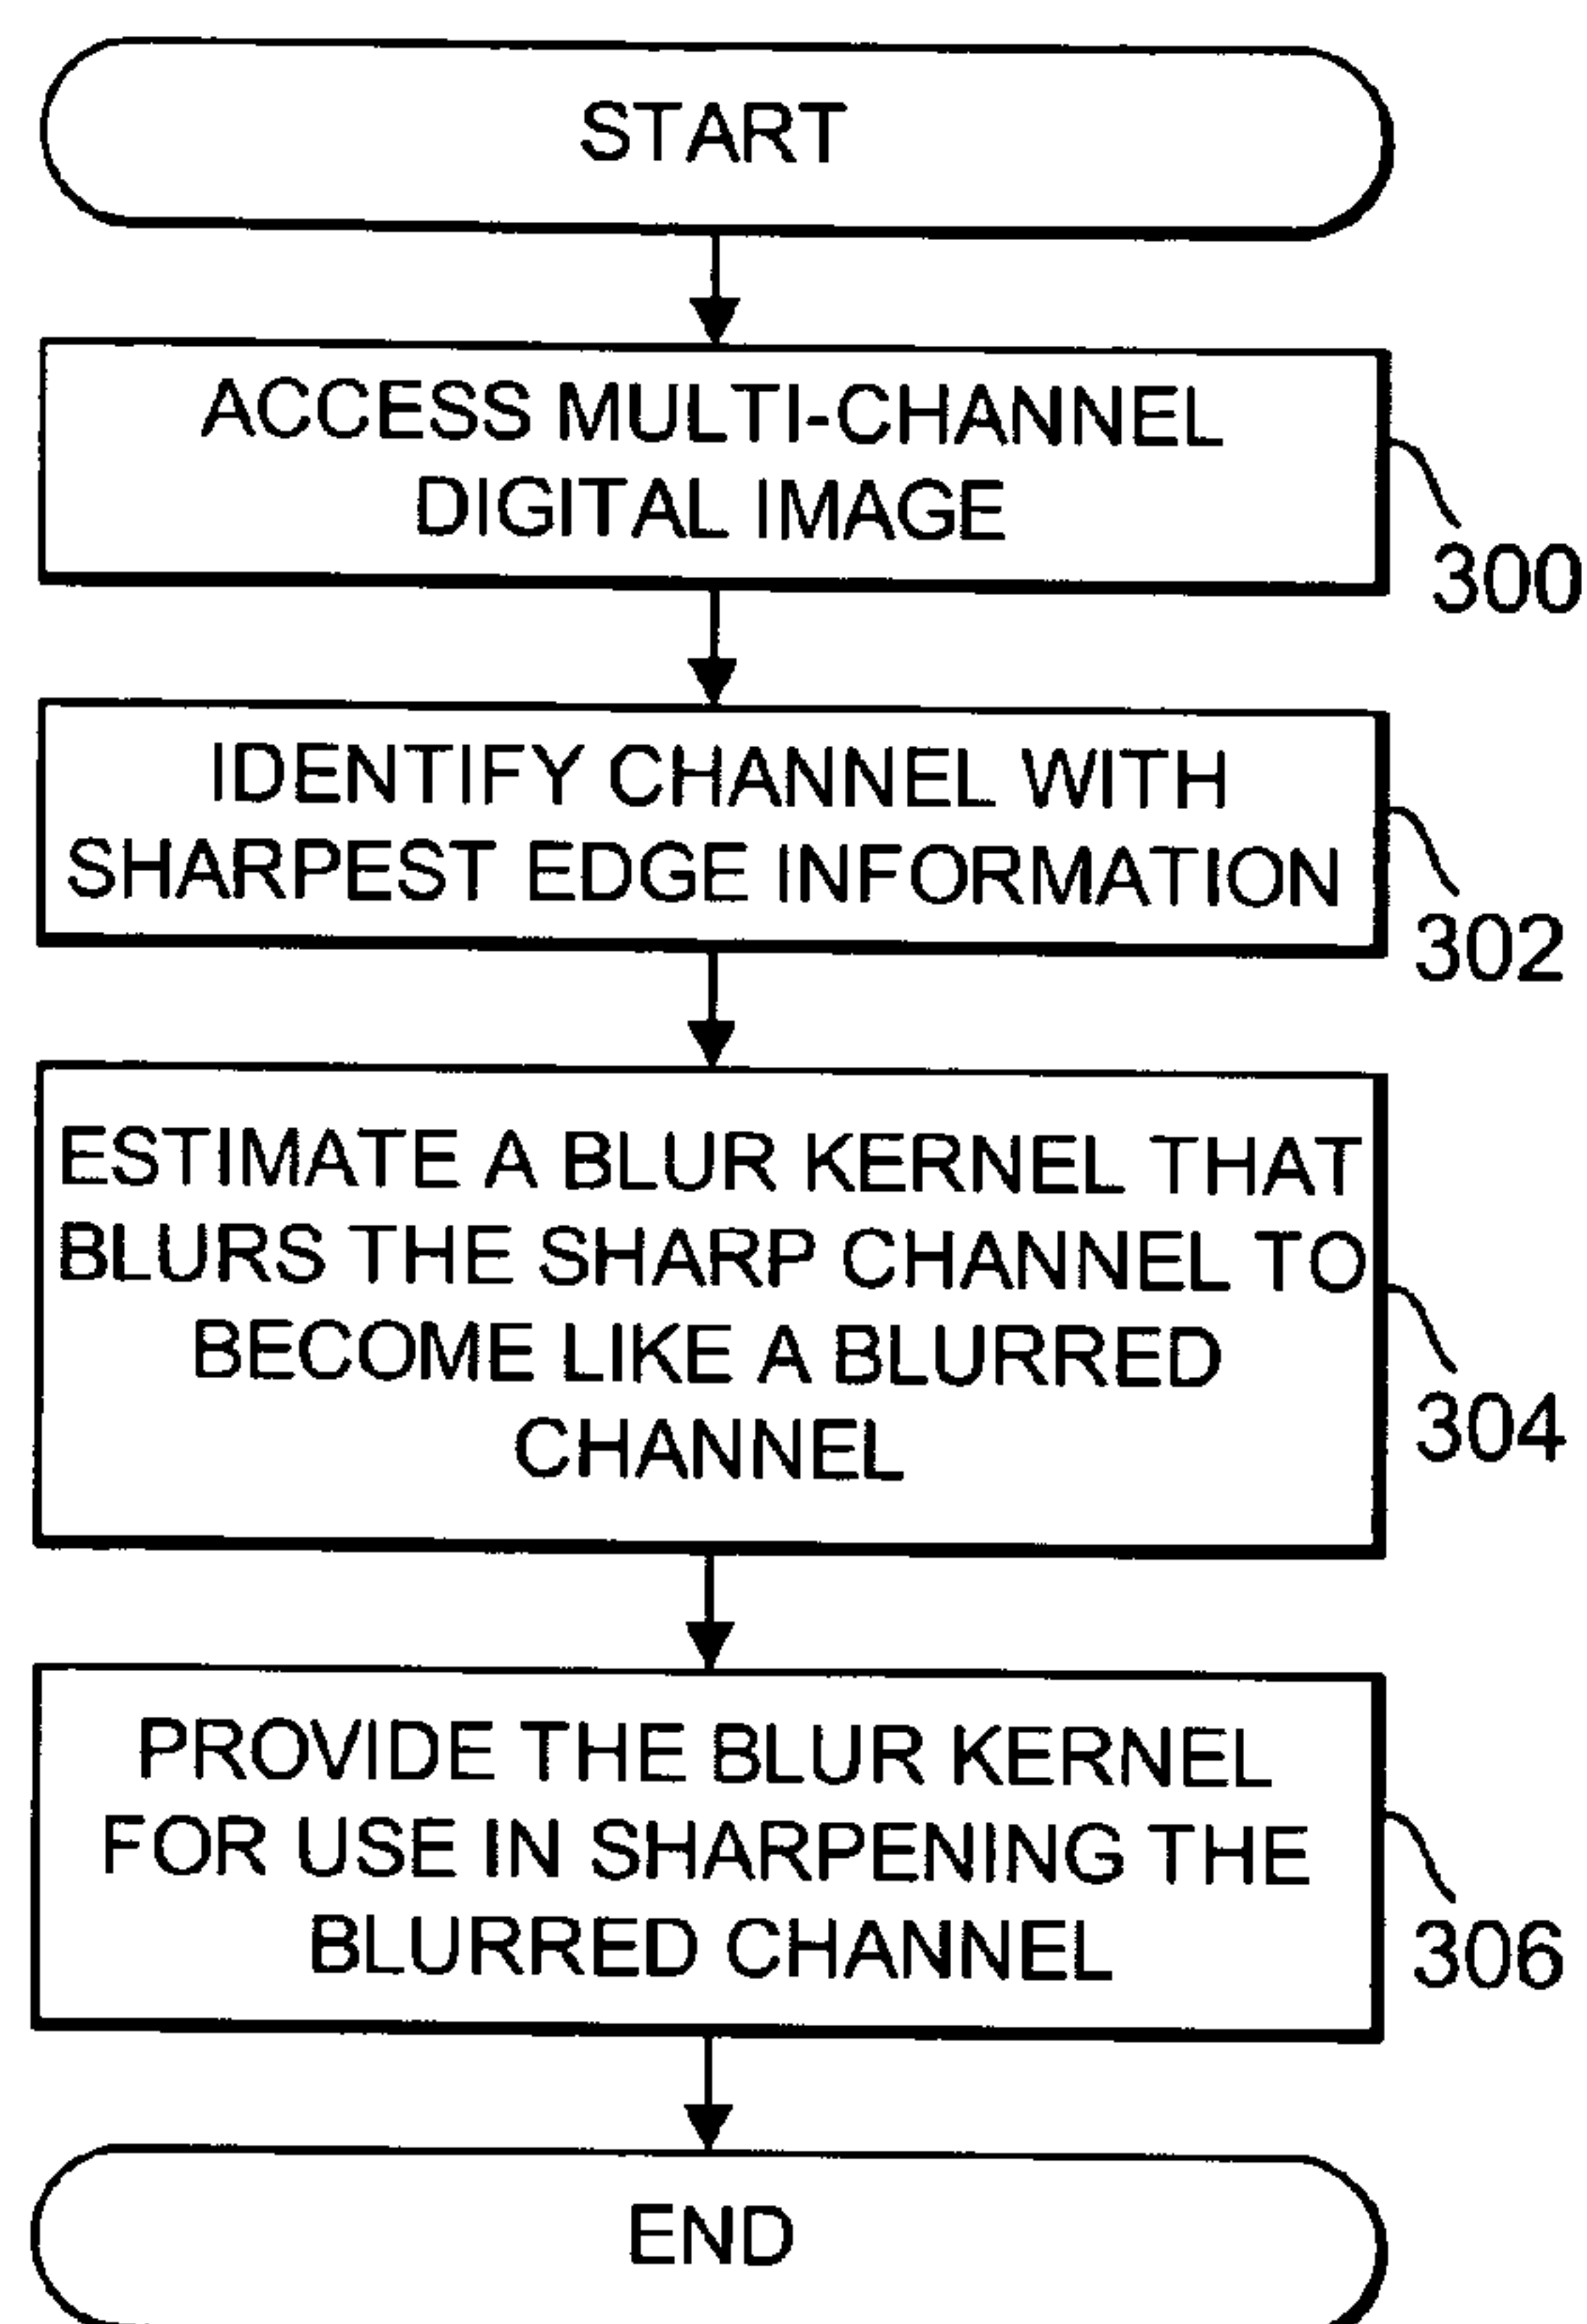 START
ACCESS MULTI-CHANNEL
DIGITAL IMAGE
300
IDENTIFY CHANNEL WITH
SHARPEST EDGE INFORMATION
302
ESTIMATE A BLUR KERNEL THAT
BLURS THE SHARP CHANNEL TO
BECOME LIKE A BLURRED
CHANNEL
304
PROVIDE THE BLUR KERNEL
FOR USE IN SHARPENING THE
BLURRED CHANNEL
306
END